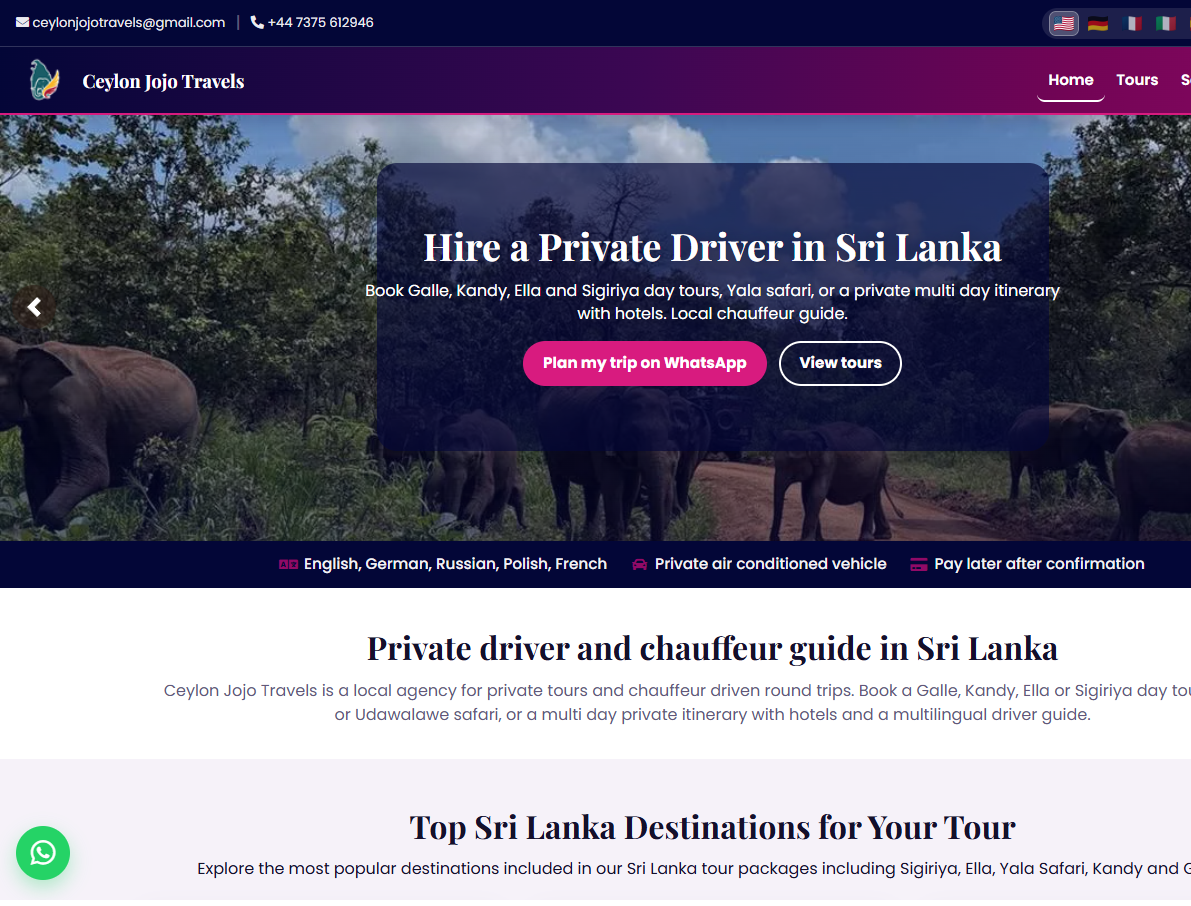 ceylonjojotravels@gmail.com | +44 7375 612946
Ceylon Jojo Travels
Home Tours
Hire a Private Driver in Sri Lanka
Book Galle, Kandy, Ella and Sigiriya day tours, Yala safari, or a private multi day itinerary
with hotels. Local chauffeur guide.
Plan my trip on WhatsApp View tours
English, German, Russian, Polish, French Private air conditioned vehicle Pay later after confirmation
Private driver and chauffeur guide in Sri Lanka
Ceylon Jojo Travels is a local agency for private tours and chauffeur driven round trips. Book a Galle, Kandy, Ella or Sigiriya day
or Udawalawe safari, or a multi day private itinerary with hotels and a multilingual driver guide.
Top Sri Lanka Destinations for Your Tour
Explore the most popular destinations included in our Sri Lanka tour packages including Sigiriya, Ella, Yala Safari, Kandy and